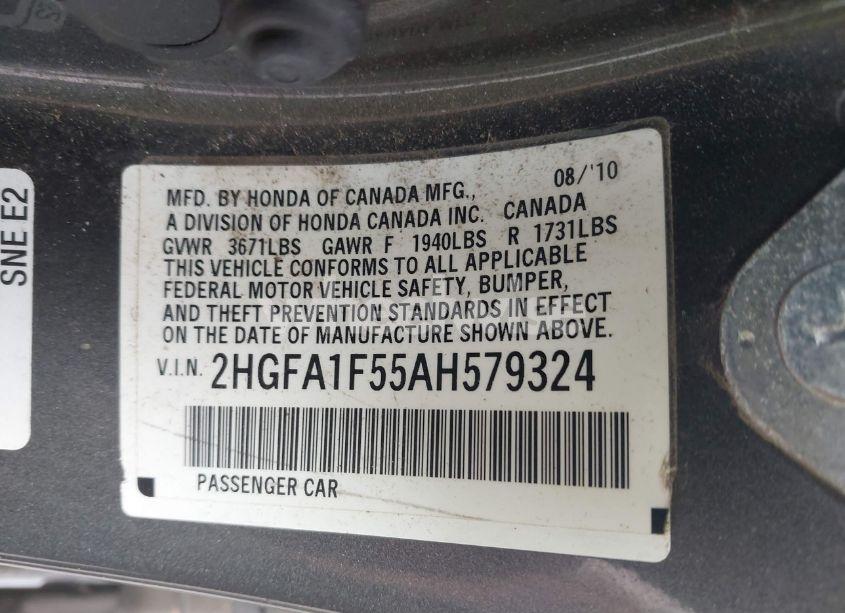 SNE E2
08/'10
MFD. BY HONDA OF CANADA MFG.,
A DIVISION OF HONDA CANADA INC. CANADA
GVWR 3671LBS GAWR F 1940LBS R 1731LBS
THIS VEHICLE CONFORMS TO ALL APPLICABLE
FEDERAL MOTOR VEHICLE SAFETY, BUMPER,
AND THEFT PREVENTION STANDARDS IN EFFECT
ON THE DATE OF MANUFACTURE SHOWN ABOVE.
V.I.N. 2HGFA1F55AH579324
PASSENGER CAR